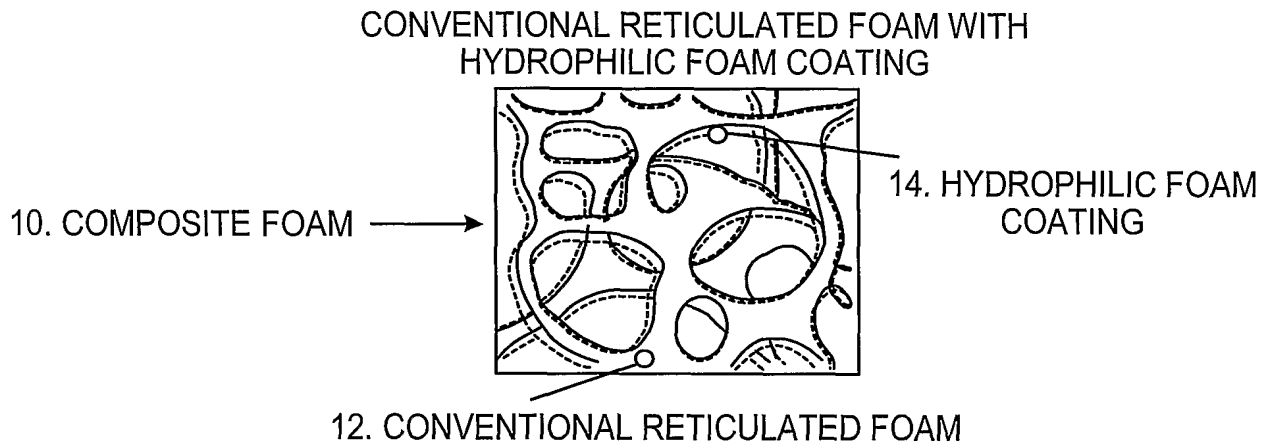 CONVENTIONAL RETICULATED FOAM WITH
HYDROPHILIC FOAM COATING
14. HYDROPHILIC FOAM
COATING
10. COMPOSITE FOAM
12. CONVENTIONAL RETICULATED FOAM